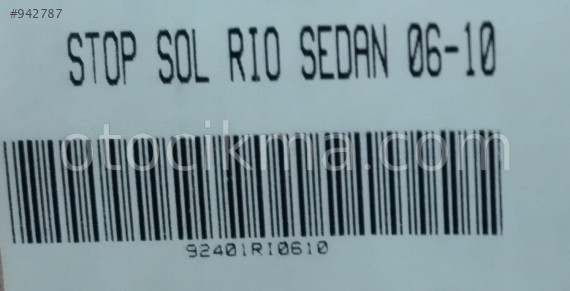 #942787
STOP SOL RIO SEDAN 06-10
otocikma.com
92401RI0610